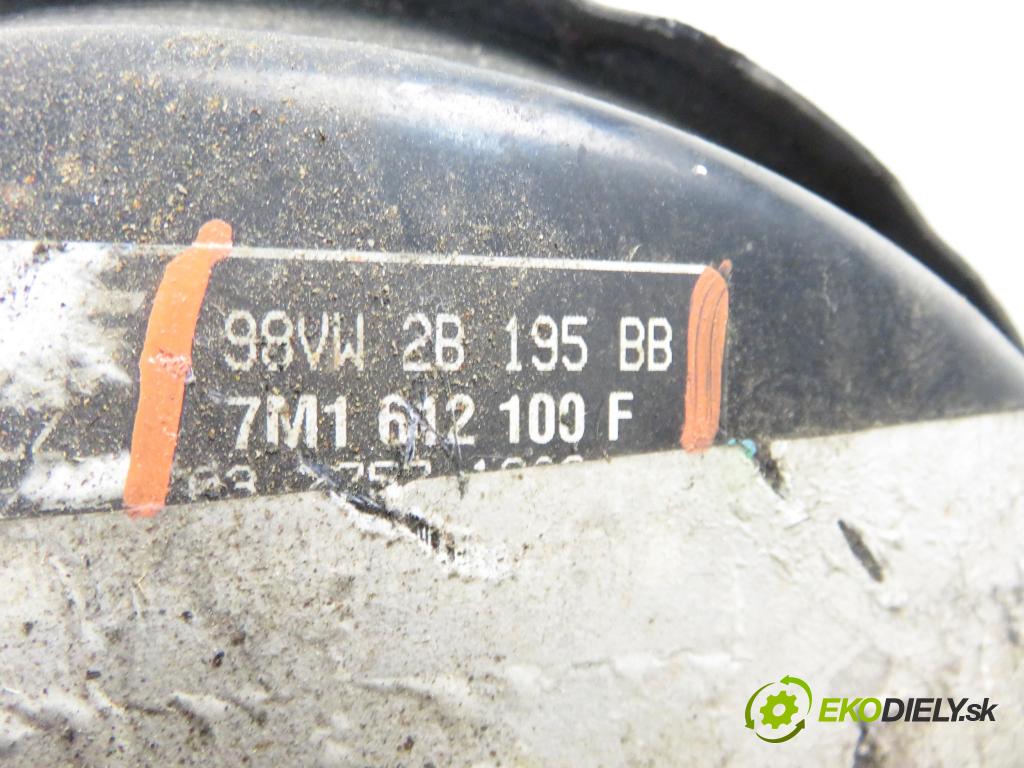 98VW 2B 195 BB
7M1 612 100 F
EKODIELY.sk